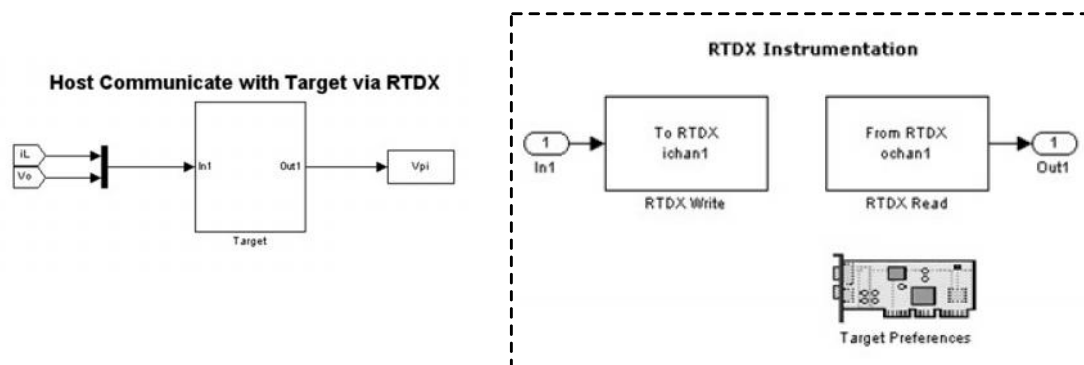 Host Communicate with Target via RTDX
iL
Vo
In1
Out1
Vpi
Target
RTDX Instrumentation
1
In1
To RTDX
ichan1
RTDX Write
From RTDX
ochan1
RTDX Read
1
Out1
Target Preferences